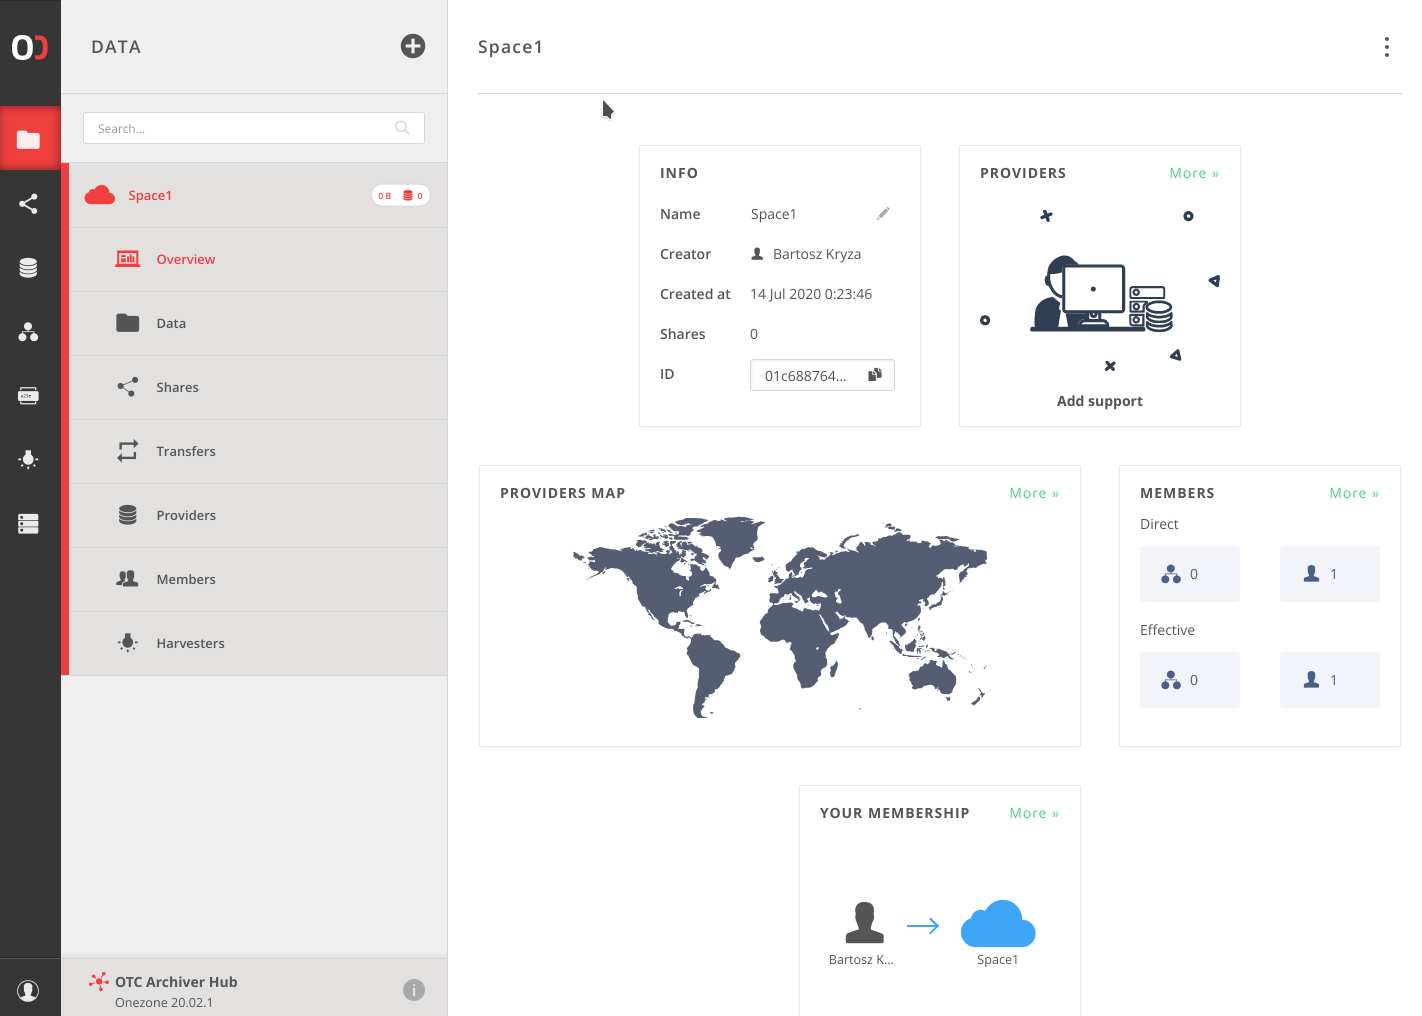 DATA
Search...
Space1
0 B 0
Overview
Data
Shares
Transfers
Providers
Members
Harvesters
OTC Archiver Hub
Onezone 20.02.1
Space1
INFO
Name Space1
Creator Bartosz Kryza
Created at 14 Jul 2020 0:23:46
Shares 0
ID 01c688764...
PROVIDERS More »
Add support
PROVIDERS MAP More »
MEMBERS More »
Direct
0 1
Effective
0 1
YOUR MEMBERSHIP More »
Bartosz K... Space1